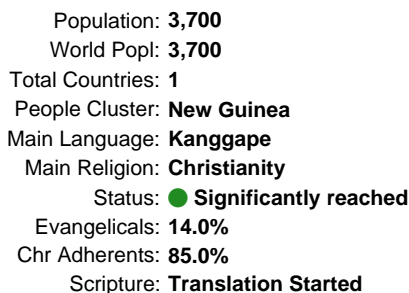 Population: 3,700
World Popl: 3,700
Total Countries: 1
People Cluster: New Guinea
Main Language: Kanggape
Main Religion: Christianity
Status: Significantly reached
Evangelicals: 14.0%
Chr Adherents: 85.0%
Scripture: Translation Started